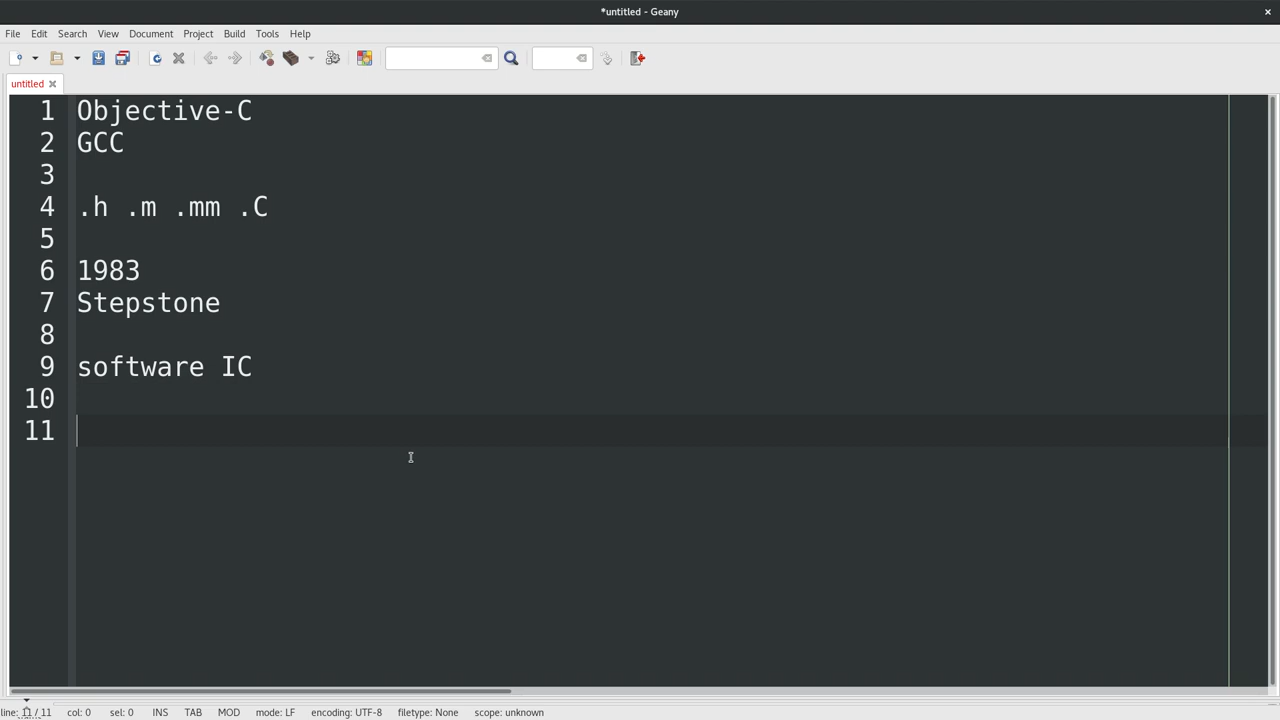 *untitled - Geany
File Edit Search View Document Project Build Tools Help
untitled
1 Objective-C
2 GCC
3
4 .h .m .mm .C
5
6 1983
7 Stepstone
8
9 software IC
10
11
line: 11 / 11 col: 0 sel: 0 INS TAB MOD mode: LF encoding: UTF-8 filetype: None scope: unknown